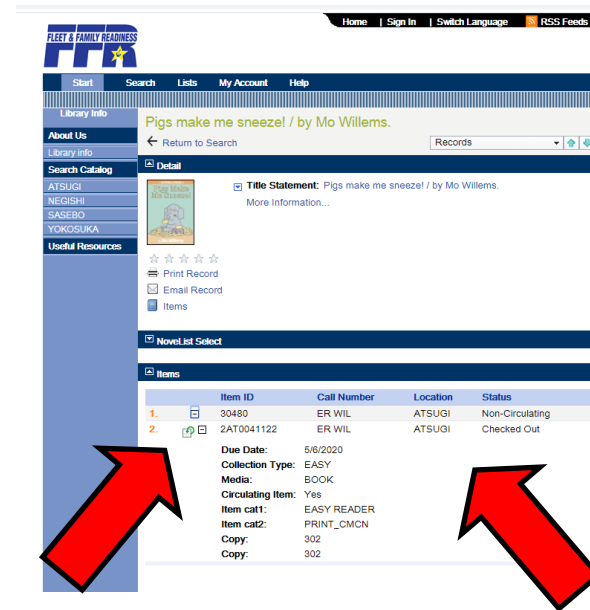 Home | Sign In | Switch Language RSS Feeds
FLEET & FAMILY READINESS
FFR
Start Search Lists My Account Help
Library Info
About Us
Library info
Search Catalog
ATSUGI
NEGISHI
SASEBO
YOKOSUKA
Useful Resources
Pigs make me sneeze! / by Mo Willems.
Return to Search Records
Detail
Pigs Make Me Sneeze!
Title Statement: Pigs make me sneeze! / by Mo Willems.
More Information...
Print Record
Email Record
Items
NoveList Select
Items
Item ID Call Number Location Status
1. 30480 ER WIL ATSUGI Non-Circulating
2. 2AT0041122 ER WIL ATSUGI Checked Out
Due Date: 5/6/2020
Collection Type: EASY
Media: BOOK
Circulating Item: Yes
Item cat1: EASY READER
Item cat2: PRINT_CMCN
Copy: 302
Copy: 302